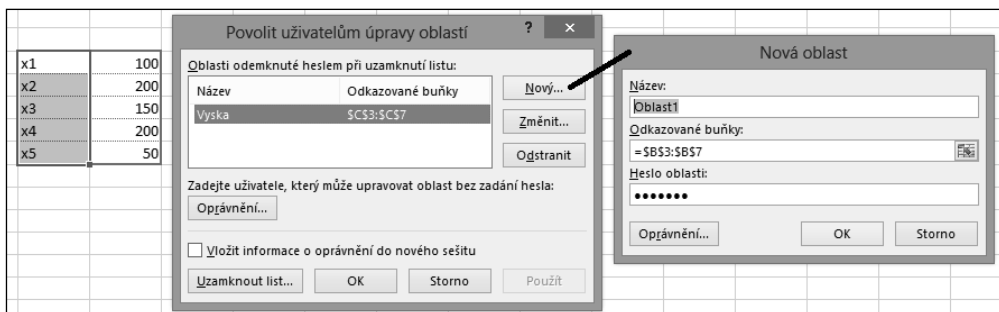 x1 100
x2 200
x3 150
x4 200
x5 50
Povolit uživatelům úpravy oblastí ? ×
Oblasti odemknuté heslem při uzamknutí listu:
Název Odkazované buňky
Vyska $C$3:$C$7
Nový...
Změnit...
Odstranit
Zadejte uživatele, který může upravovat oblast bez zadání hesla:
Oprávnění...
Vložit informace o oprávnění do nového sešitu
Uzamknout list... OK Storno Použít
Nová oblast
Název:
Oblast1
Odkazované buňky:
=$B$3:$B$7
Heslo oblasti:
•••••••
Oprávnění... OK Storno